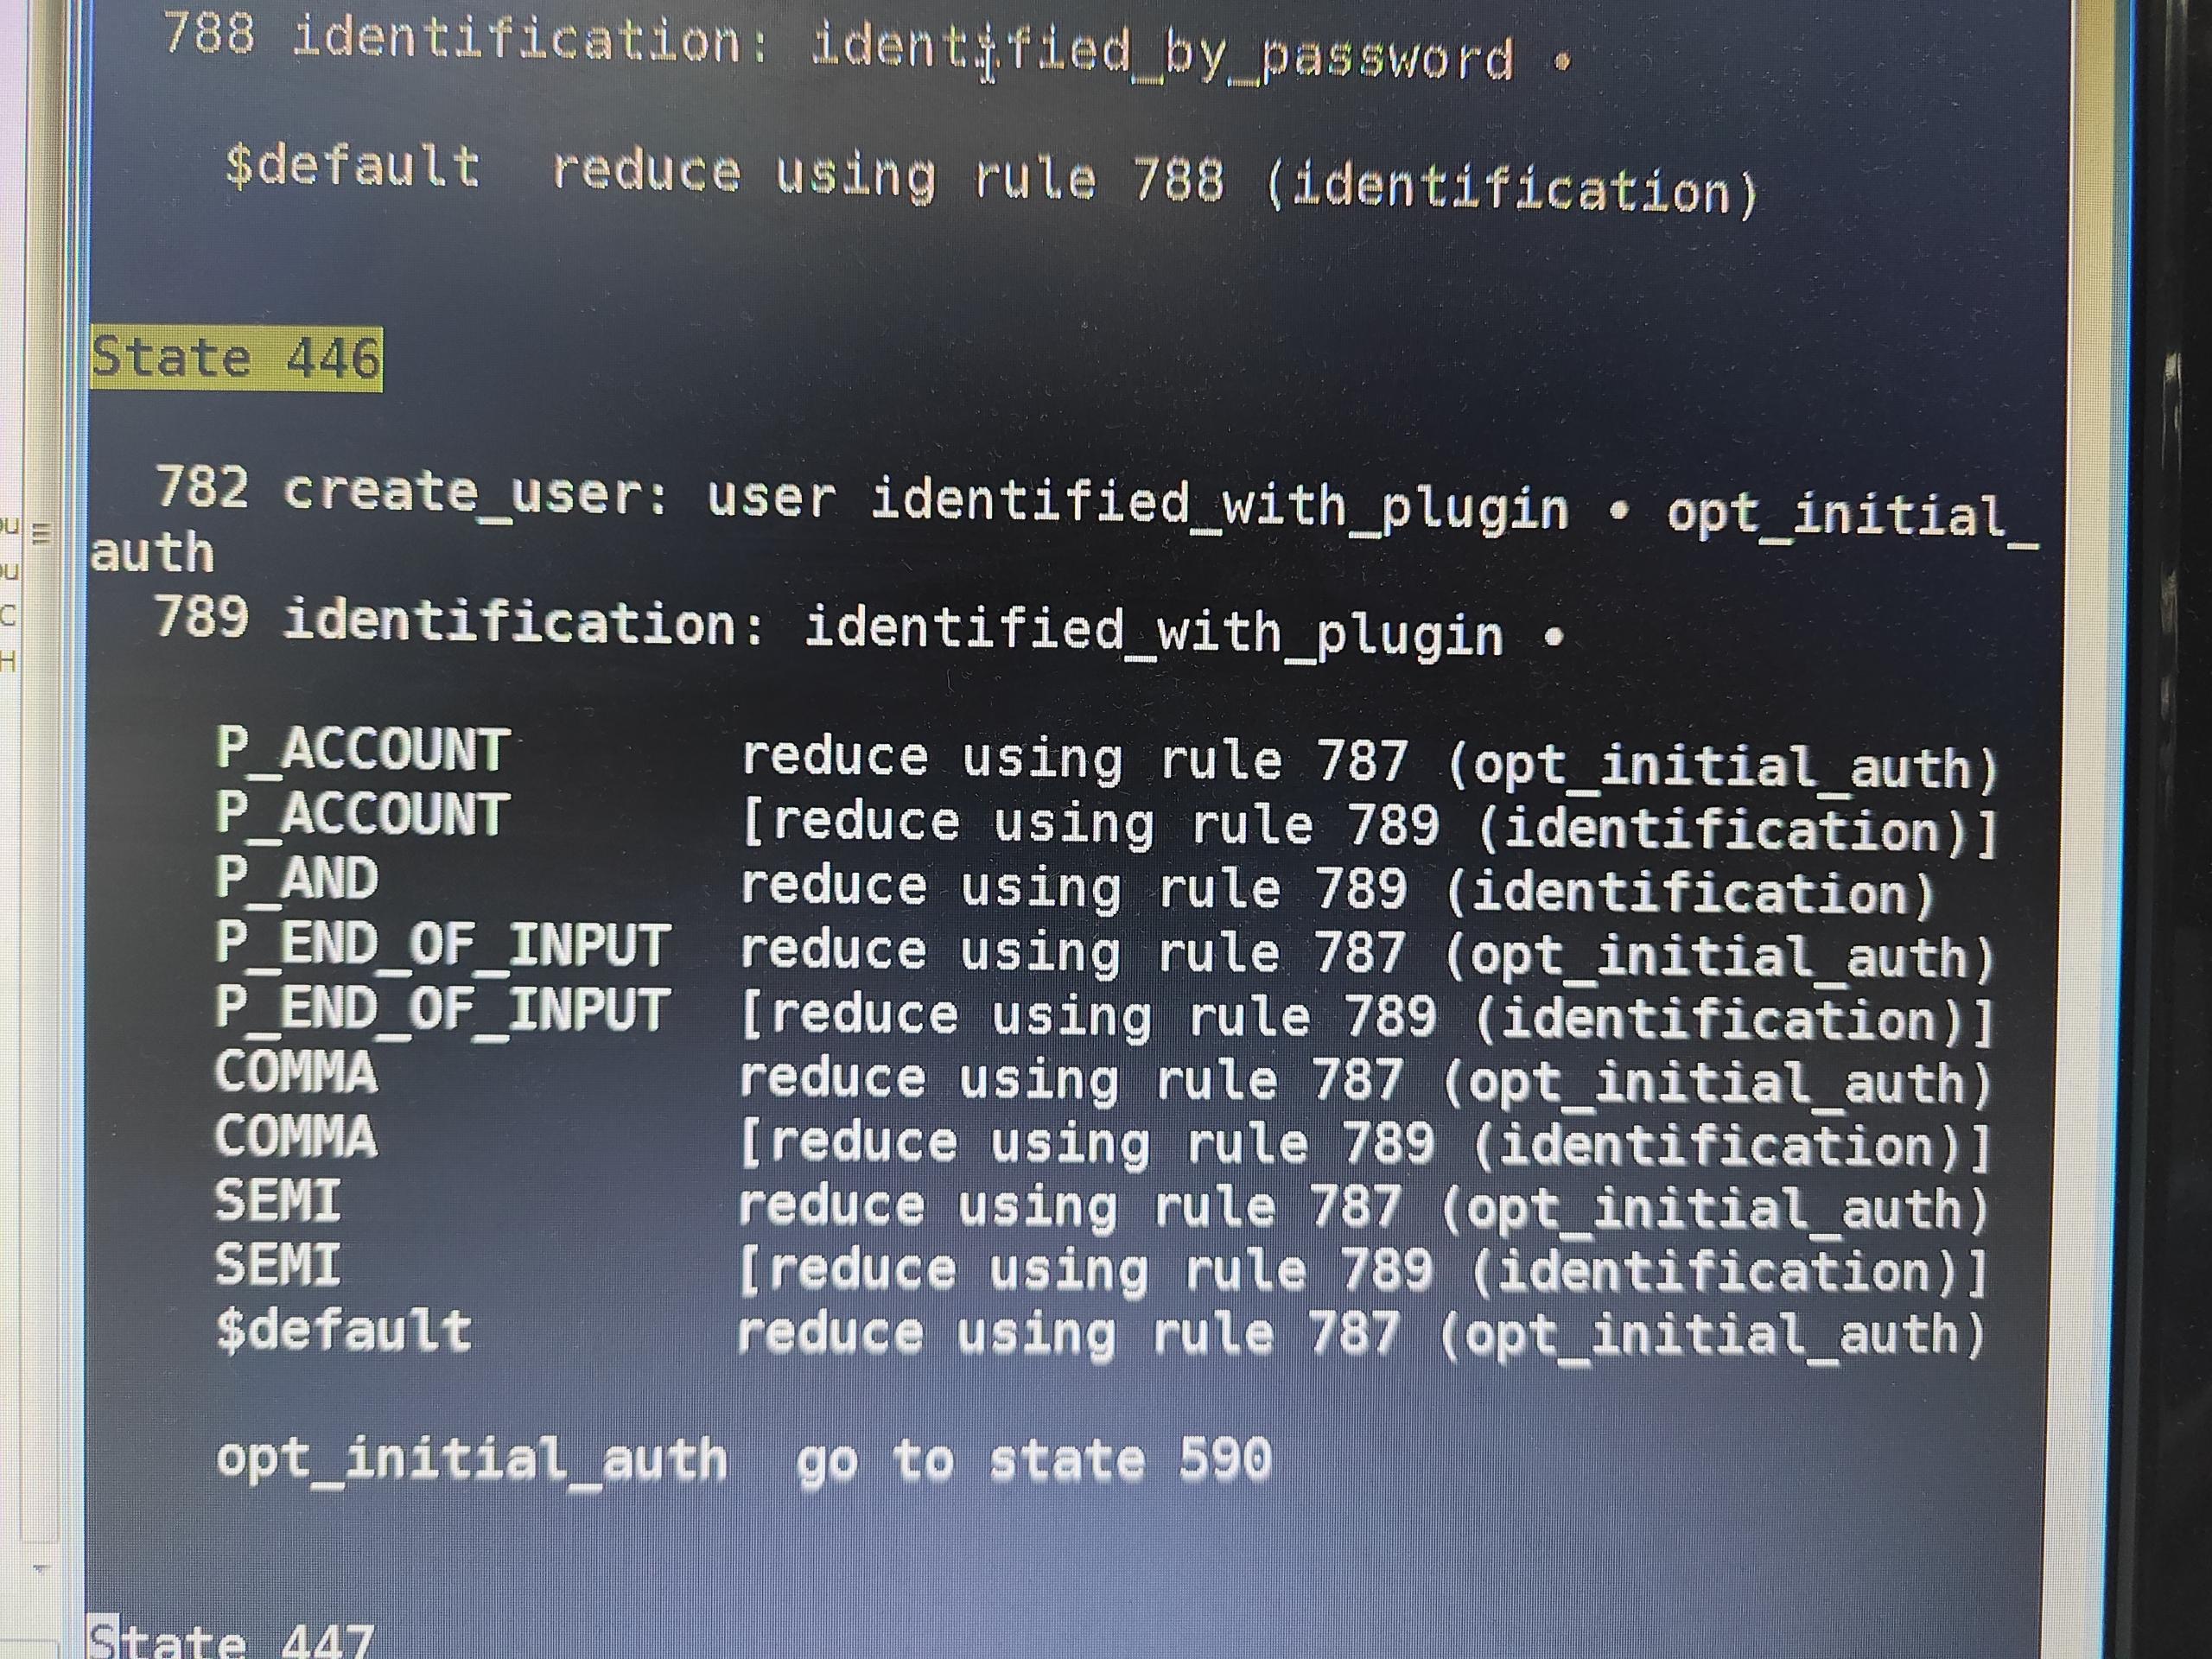 788 identification: identified_by_password •
$default  reduce using rule 788 (identification)
State 446
782 create_user: user identified_with_plugin • opt_initial_
auth
789 identification: identified_with_plugin •
P_ACCOUNT        reduce using rule 787 (opt_initial_auth)
P_ACCOUNT        [reduce using rule 789 (identification)]
P_AND            reduce using rule 789 (identification)
P_END_OF_INPUT   reduce using rule 787 (opt_initial_auth)
P_END_OF_INPUT   [reduce using rule 789 (identification)]
COMMA            reduce using rule 787 (opt_initial_auth)
COMMA            [reduce using rule 789 (identification)]
SEMI             reduce using rule 787 (opt_initial_auth)
SEMI             [reduce using rule 789 (identification)]
$default         reduce using rule 787 (opt_initial_auth)
opt_initial_auth  go to state 590
State 447